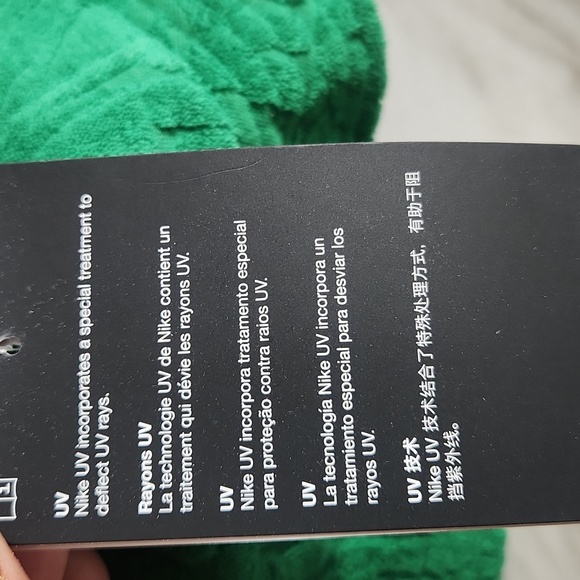 UV
Nike UV incorporates a special treatment to
deflect UV rays.
Rayons UV
La technologie UV de Nike contient un
traitement qui dévie les rayons UV.
UV
Nike UV incorpora tratamento especial
para proteção contra raios UV.
UV
La tecnología Nike UV incorpora un
tratamiento especial para desviar los
rayos UV.
UV 技术
Nike UV 技术结合了特殊处理方式，有助于阻
挡紫外线。